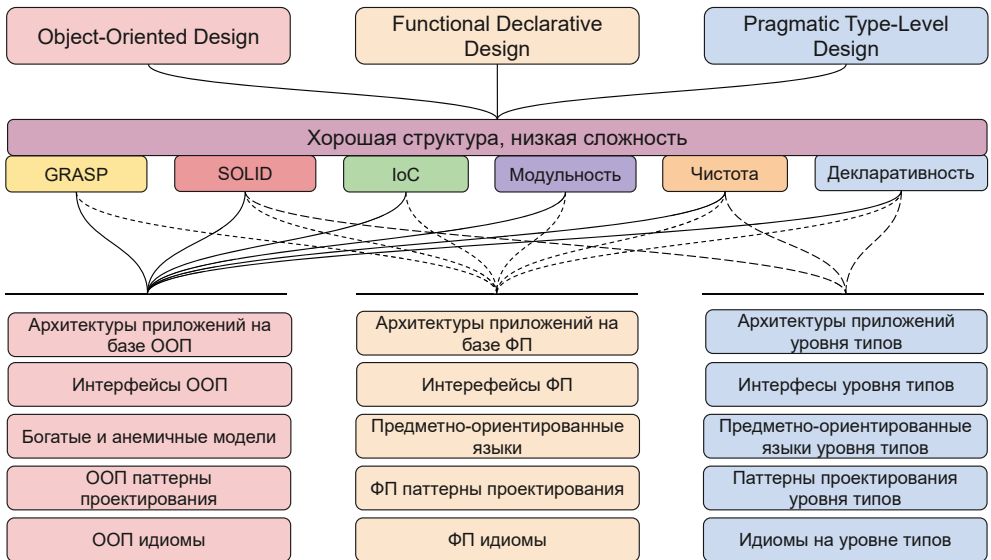 Object-Oriented Design
Functional Declarative
Design
Pragmatic Type-Level
Design
Хорошая структура, низкая сложность
GRASP
SOLID
IoC
Модульность
Чистота
Декларативность
Архитектуры приложений на
базе ООП
Архитектуры приложений на
базе ФП
Архитектуры приложений
уровня типов
Интерфейсы ООП
Интерефейсы ФП
Интерфесы уровня типов
Богатые и анемичные модели
Предметно-ориентированные
языки
Предметно-ориентированные
языки уровня типов
ООП паттерны
проектирования
ФП паттерны проектирования
Паттерны проектирования
уровня типов
ООП идиомы
ФП идиомы
Идиомы на уровне типов